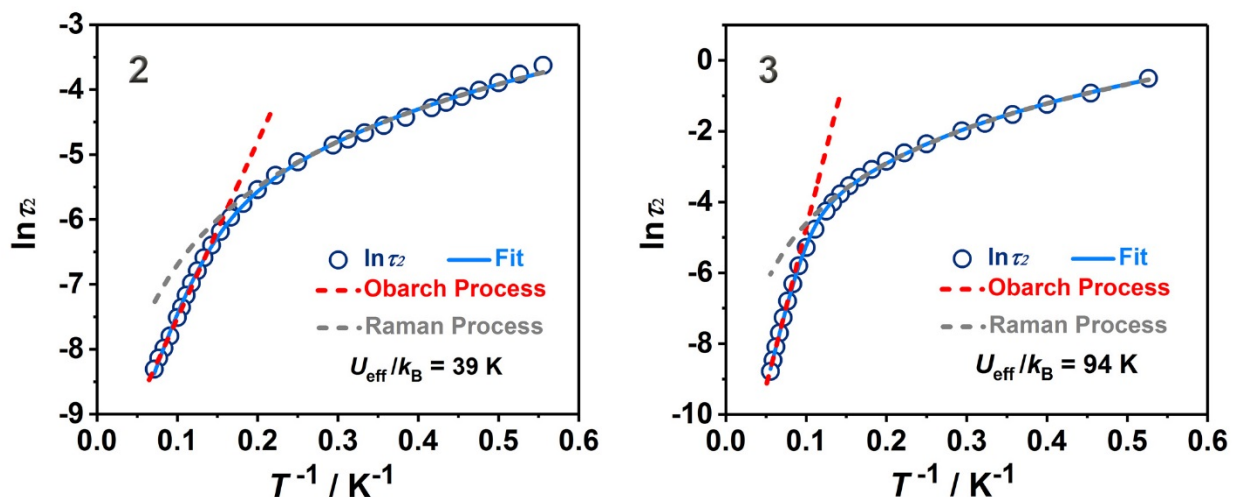 2
-3
-4
-5
-6
-7
-8
-9
ln τ2
ln τ2
Fit
Obarch Process
Raman Process
Ueff/kB = 39 K
0.0 0.1 0.2 0.3 0.4 0.5 0.6
T -1 / K-1
3
0
-2
-4
-6
-8
-10
ln τ2
ln τ2
Fit
Obarch Process
Raman Process
Ueff/kB = 94 K
0.0 0.1 0.2 0.3 0.4 0.5 0.6
T -1 / K-1